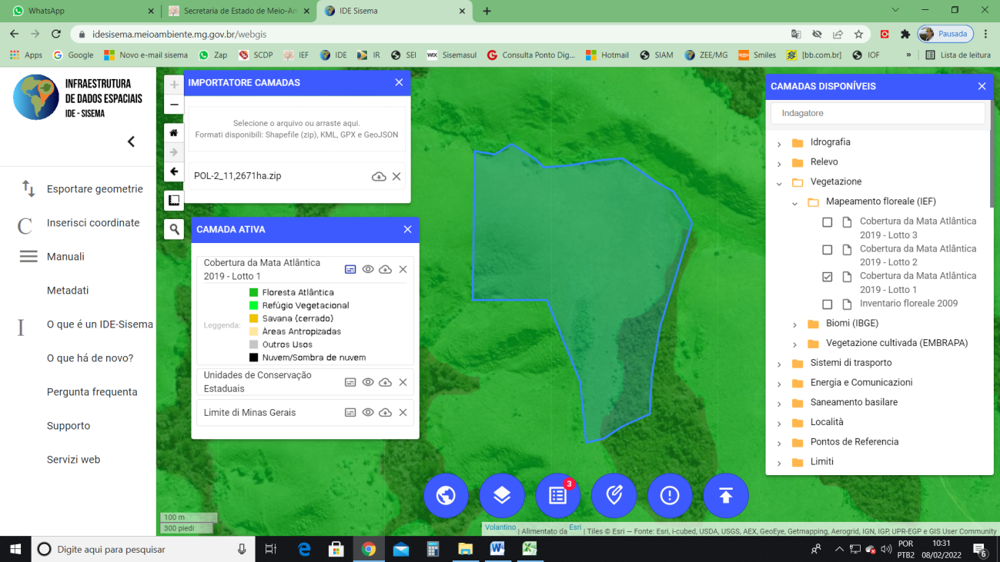 WhatsApp
Secretaria de Estado de Meio-Am
IDE Sisema
idesisema.meioambiente.mg.gov.br/webgis
Pausada
Apps Google Novo e-mail sisema Zap SCDP IEF IDE IR SEI WIX Sisemasul Consulta Ponto Dig... Hotmail SIAM ZEE/MG Smiles [bb.com.br] IOF » Lista de leitura
INFRAESTRUTURA
DE DADOS ESPACIAIS
IDE - SISEMA
Esportare geometrie
C Inserisci coordinate
Manuali
Metadati
I O que é un IDE-Sisema
O que há de novo?
Pergunta frequenta
Supporto
Servizi web
IMPORTATORE CAMADAS
Selecione o arquivo ou arraste aqui.
Formati disponibili: Shapefile (zip), KML, GPX e GeoJSON
POL-2_11,2671ha.zip
CAMADA ATIVA
Cobertura da Mata Atlântica
2019 - Lotto 1
Leggenda:
Floresta Atlântica
Refúgio Vegetacional
Savana (cerrado)
Áreas Antropizadas
Outros Usos
Nuvem/Sombra de nuvem
Unidades de Conservação
Estaduais
Limite di Minas Gerais
CAMADAS DISPONÍVEIS
Indagatore
Idrografia
Relevo
Vegetazione
Mapeamento floreale (IEF)
Cobertura da Mata Atlântica
2019 - Lotto 3
Cobertura da Mata Atlântica
2019 - Lotto 2
Cobertura da Mata Atlântica
2019 - Lotto 1
Inventario floreale 2009
Biomi (IBGE)
Vegetazione cultivada (EMBRAPA)
Sistemi di trasporto
Energia e Comunicazioni
Saneamento basilare
Località
Pontos de Referencia
Limiti
3
100 m
300 piedi
Volantino | Alimentato da Esri | Tiles © Esri — Fonte: Esri, i-cubed, USDA, USGS, AEX, GeoEye, Getmapping, Aerogrid, IGN, IGP, UPR-EGP e GIS User Community
Digite aqui para pesquisar
POR
PTB2
10:31
08/02/2022
6